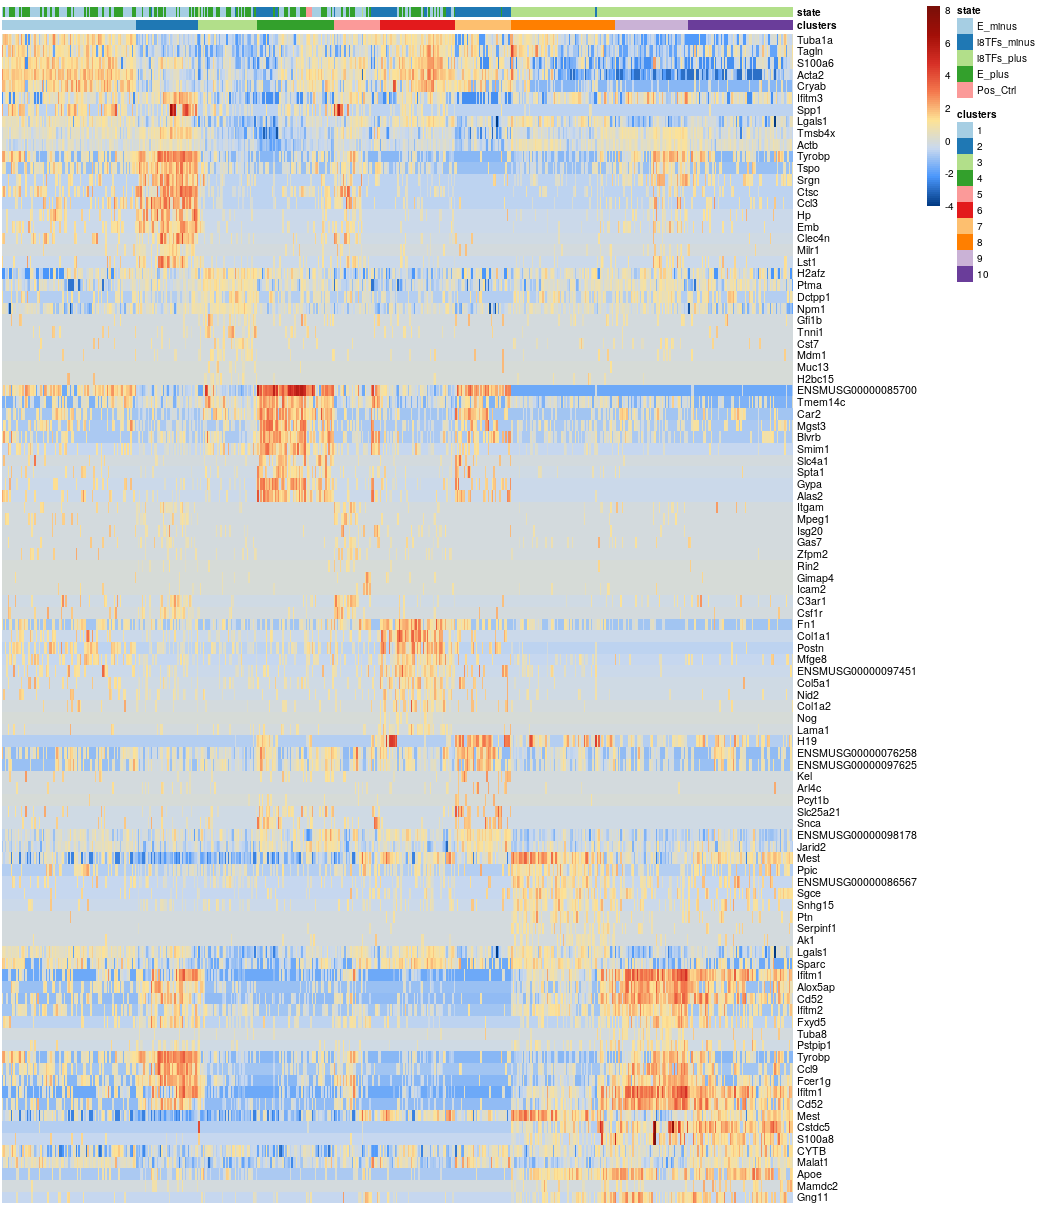 state
clusters
Tuba1a
Tagln
S100a6
Acta2
Cryab
Ifitm3
Spp1
Lgals1
Tmsb4x
Actb
Tyrobp
Tspo
Srgn
Ctsc
Ccl3
Hp
Emb
Clec4n
Milr1
Lst1
H2afz
Ptma
Dctpp1
Npm1
Gfi1b
Tnni1
Cst7
Mdm1
Muc13
H2bc15
ENSMUSG00000085700
Tmem14c
Car2
Mgst3
Blvrb
Smim1
Slc4a1
Spta1
Gypa
Alas2
Itgam
Mpeg1
Isg20
Gas7
Zfpm2
Rin2
Gimap4
Icam2
C3ar1
Csf1r
Fn1
Col1a1
Postn
Mfge8
ENSMUSG00000097451
Col5a1
Nid2
Col1a2
Nog
Lama1
H19
ENSMUSG00000076258
ENSMUSG00000097625
Kel
Arl4c
Pcyt1b
Slc25a21
Snca
ENSMUSG00000098178
Jarid2
Mest
Ppic
ENSMUSG00000086567
Sgce
Snhg15
Ptn
Serpinf1
Ak1
Lgals1
Sparc
Ifitm1
Alox5ap
Cd52
Ifitm2
Fxyd5
Tuba8
Pstpip1
Tyrobp
Ccl9
Fcer1g
Ifitm1
Cd52
Mest
Cstdc5
S100a8
CYTB
Malat1
Apoe
Mamdc2
Gng11
8
6
4
2
0
-2
-4
state
E_minus
I8TFs_minus
I8TFs_plus
E_plus
Pos_Ctrl
clusters
1
2
3
4
5
6
7
8
9
10